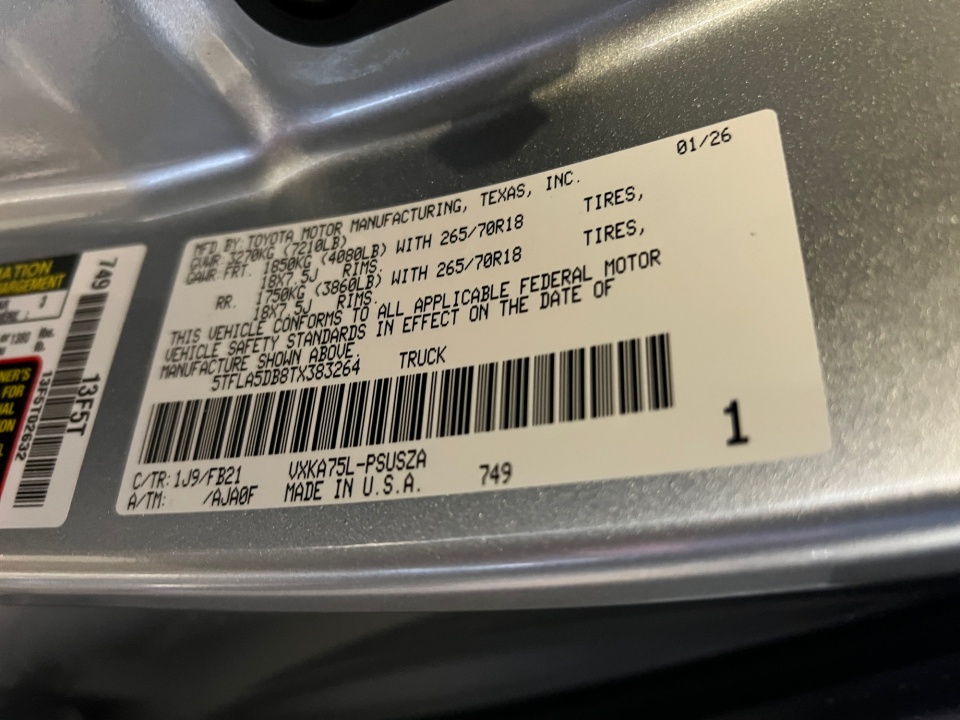 01/26
MFD. BY: TOYOTA MOTOR MANUFACTURING, TEXAS, INC.
GVWR 3270KG (7210LB)
GAWR: FRT. 1850KG (4080LB) WITH 265/70R18 TIRES,
18X7.5J RIMS.
RR. 1750KG (3860LB) WITH 265/70R18 TIRES,
18X7.5J RIMS.
THIS VEHICLE CONFORMS TO ALL APPLICABLE FEDERAL MOTOR
VEHICLE SAFETY STANDARDS IN EFFECT ON THE DATE OF
MANUFACTURE SHOWN ABOVE.
5TFLA5DB8TX383264 TRUCK
1
C/TR: 1J9/FB21 VXKA75L-PSUSZA 749
A/TM: /AJA0F MADE IN U.S.A.
749
13F5T
13F5T02632